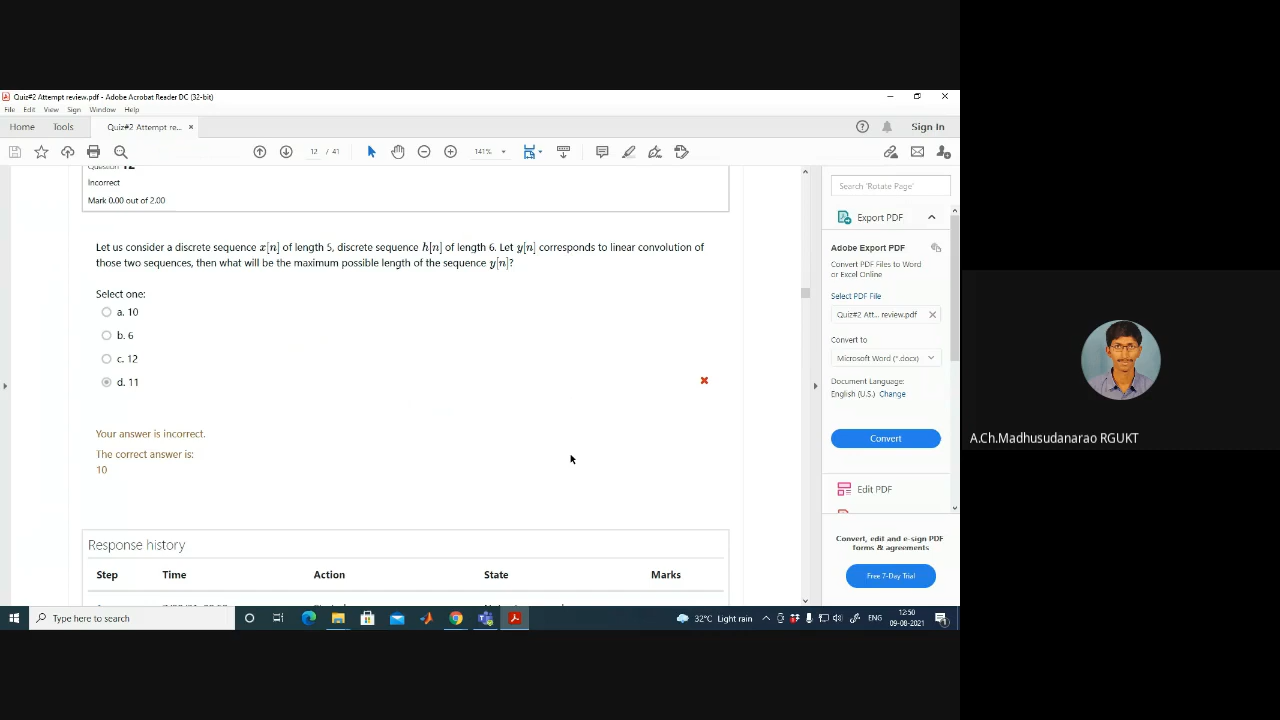 Quiz#2 Attempt review.pdf - Adobe Acrobat Reader DC (32-bit)
File Edit View Sign Window Help
Home Tools Quiz#2 Attempt re... × Sign In
12 / 41 141%
Incorrect
Mark 0.00 out of 2.00
Let us consider a discrete sequence x[n] of length 5, discrete sequence h[n] of length 6. Let y[n] corresponds to linear convolution of
those two sequences, then what will be the maximum possible length of the sequence y[n]?
Select one:
a. 10
b. 6
c. 12
d. 11
Your answer is incorrect.
The correct answer is:
10
Response history
Step Time Action State Marks
Search 'Rotate Page'
Export PDF
Adobe Export PDF
Convert PDF Files to Word
or Excel Online
Select PDF File
Quiz#2 Att... review.pdf
Convert to
Microsoft Word (*.docx)
Document Language:
English (U.S.) Change
Convert
Edit PDF
Convert, edit and e-sign PDF
forms & agreements
Free 7-Day Trial
Type here to search
32°C Light rain
ENG
12:50
09-08-2021
A.Ch.Madhusudanarao RGUKT